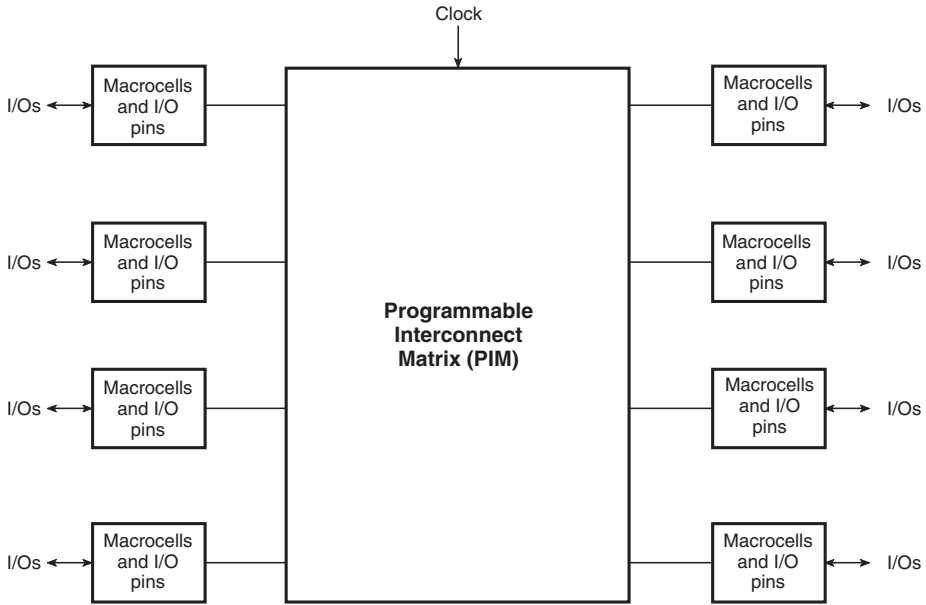 Clock
I/Os
Macrocells
and I/O
pins
Macrocells
and I/O
pins
I/Os
I/Os
Macrocells
and I/O
pins
Macrocells
and I/O
pins
I/Os
Programmable
Interconnect
Matrix (PIM)
I/Os
Macrocells
and I/O
pins
Macrocells
and I/O
pins
I/Os
I/Os
Macrocells
and I/O
pins
Macrocells
and I/O
pins
I/Os